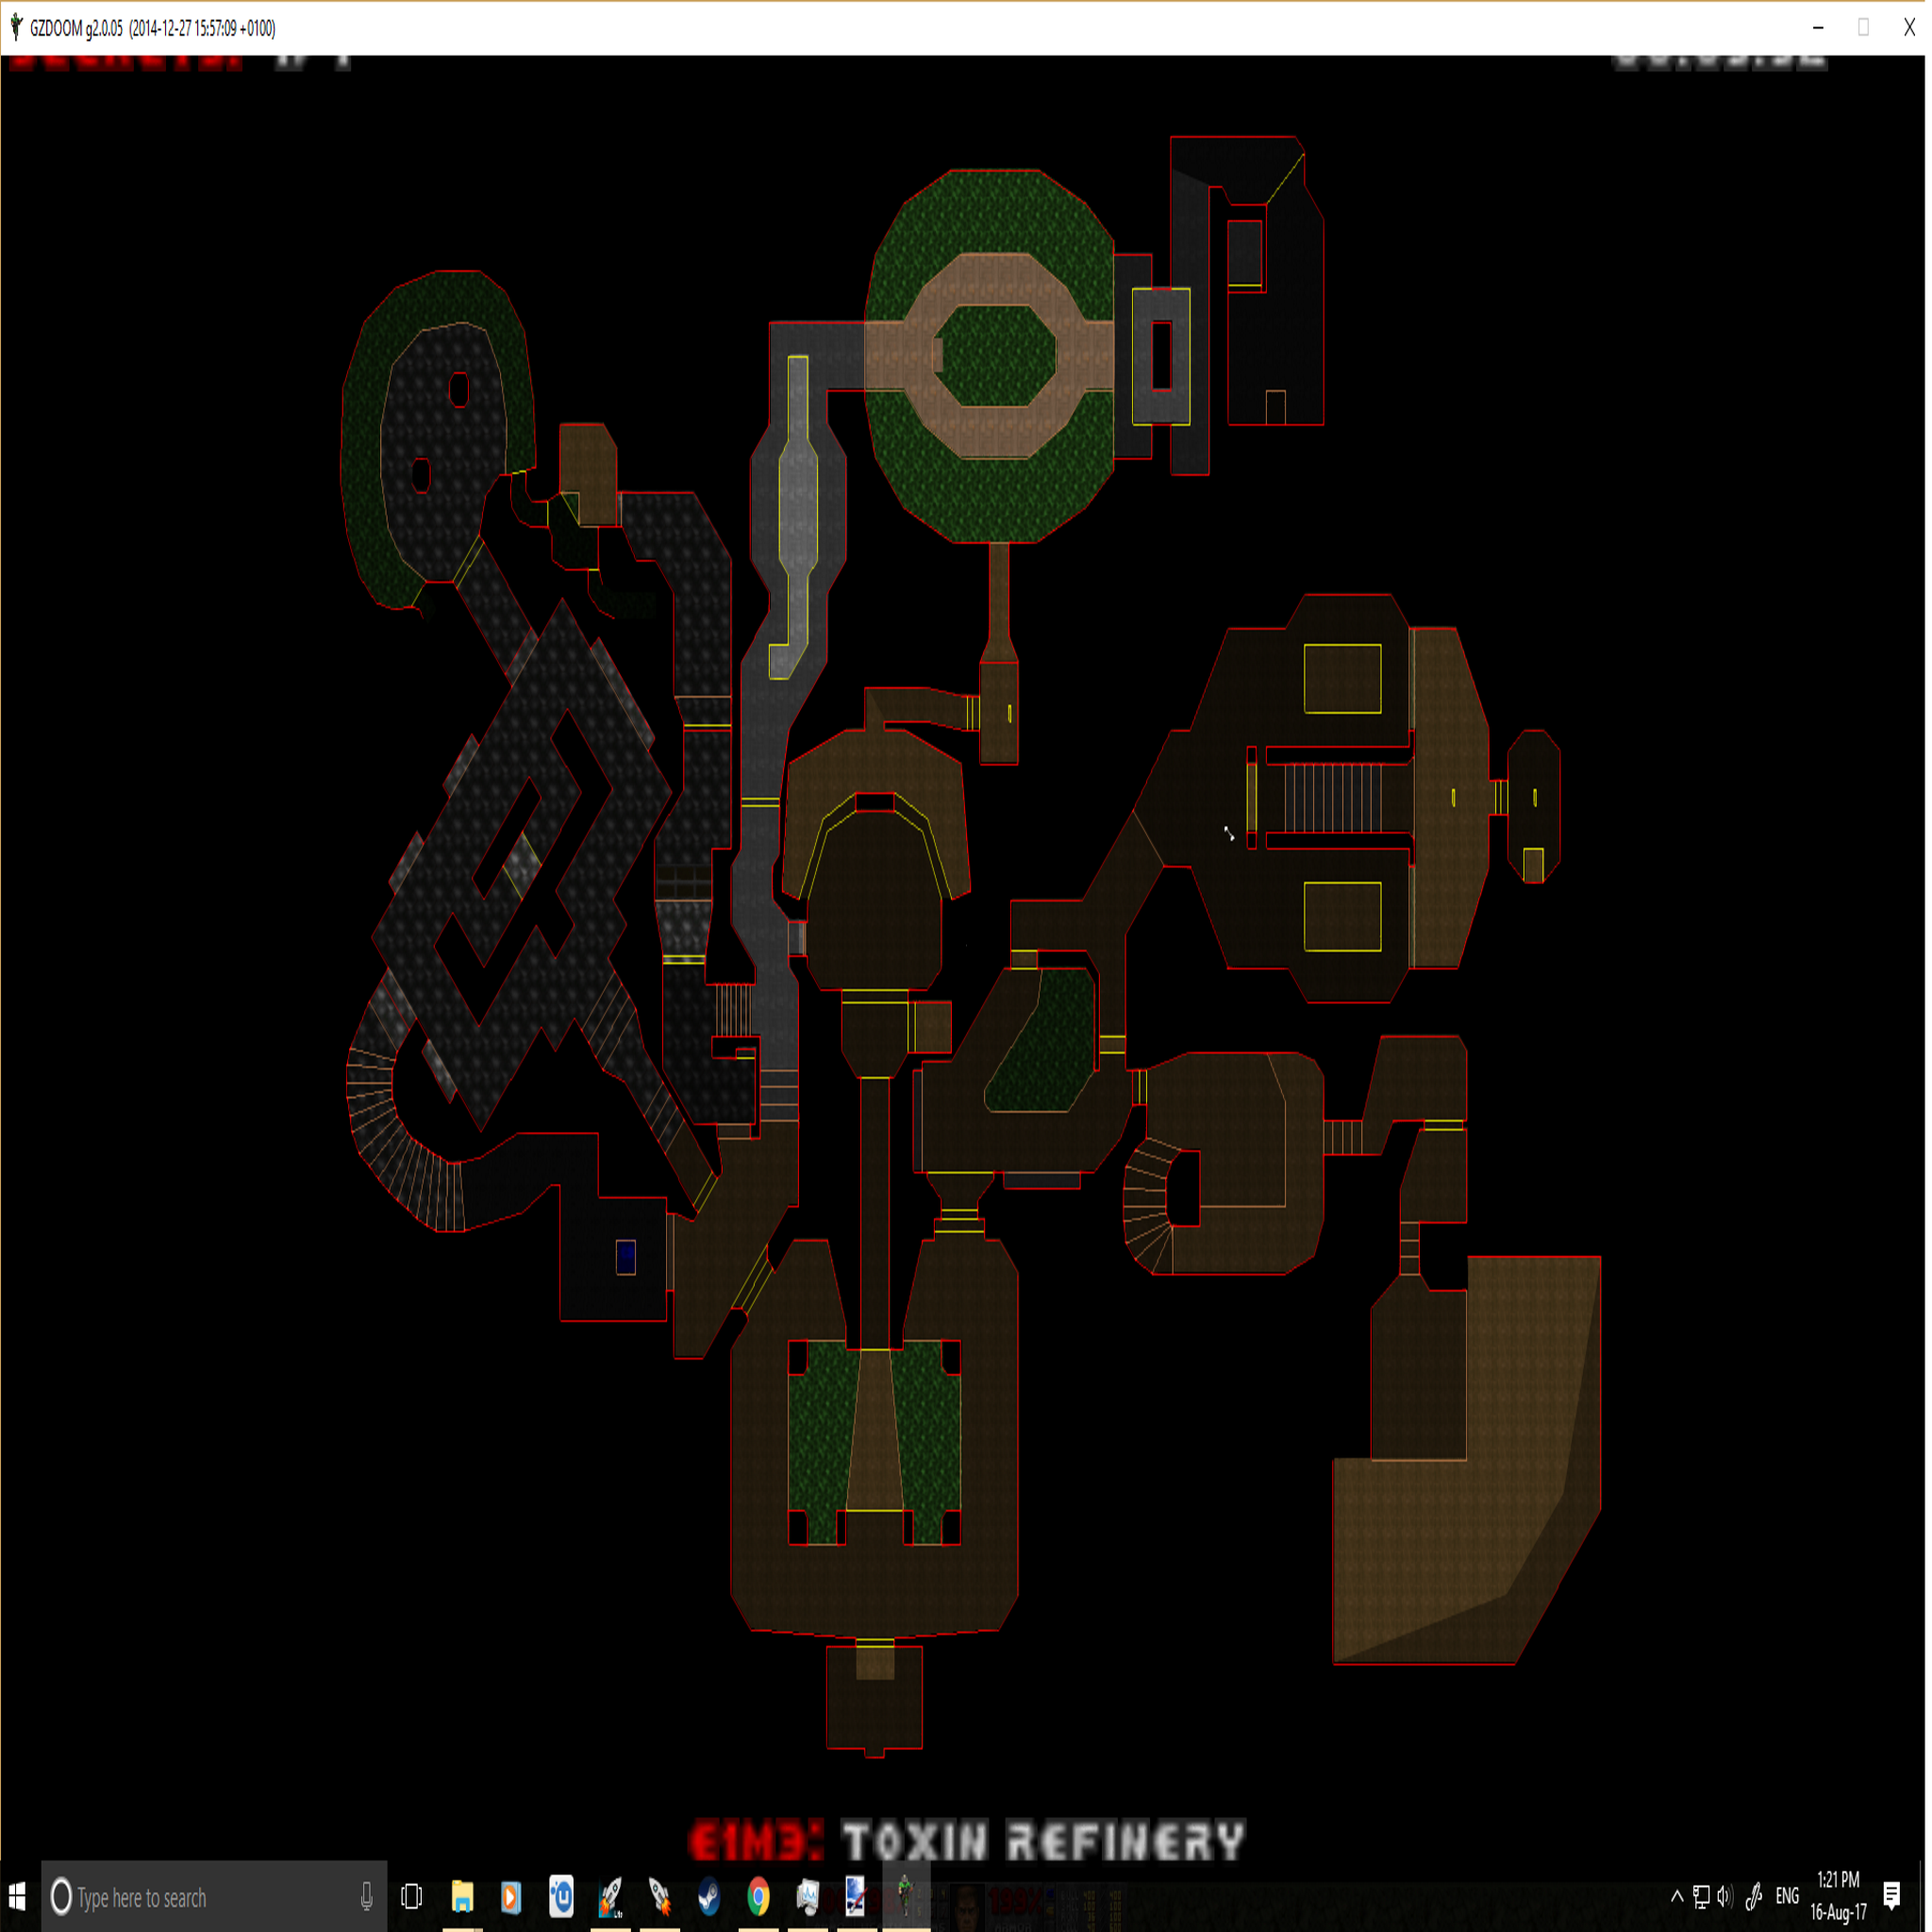 GZDOOM g2.0.05 (2014-12-27 15:57:09 +0100)
E1M3: TOXIN REFINERY
Type here to search
ENG
1:21 PM
16-Aug-17